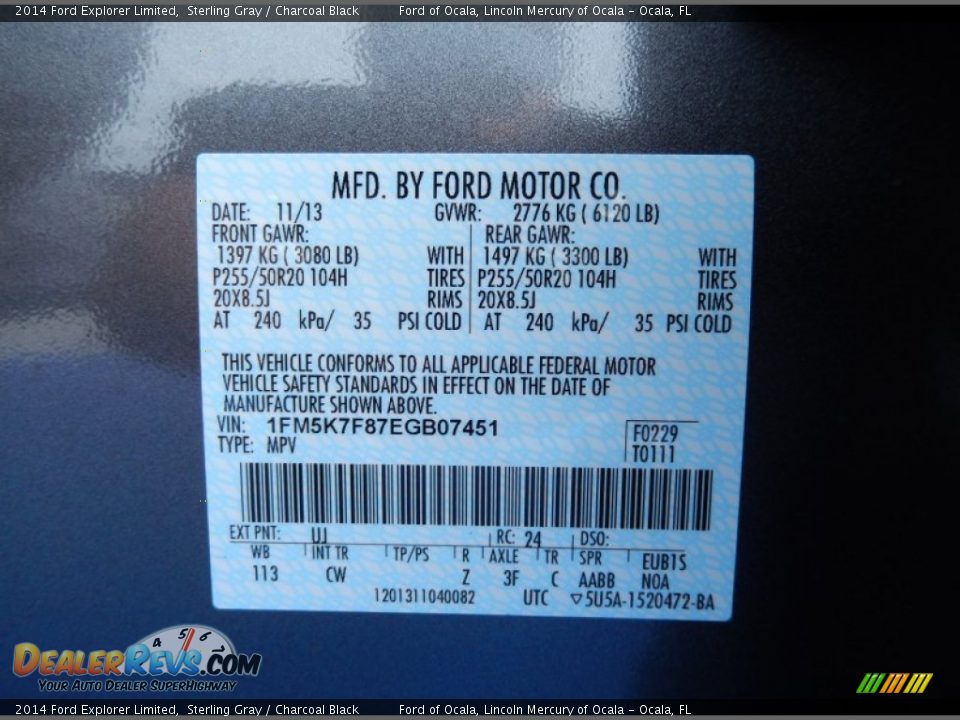 2014 Ford Explorer Limited, Sterling Gray / Charcoal Black Ford of Ocala, Lincoln Mercury of Ocala - Ocala, FL
MFD. BY FORD MOTOR CO.
DATE: 11/13 GVWR: 2776 KG ( 6120 LB)
FRONT GAWR: REAR GAWR:
1397 KG ( 3080 LB) WITH 1497 KG ( 3300 LB) WITH
P255/50R20 104H TIRES P255/50R20 104H TIRES
20X8.5J RIMS 20X8.5J RIMS
AT 240 kPa/ 35 PSI COLD AT 240 kPa/ 35 PSI COLD
THIS VEHICLE CONFORMS TO ALL APPLICABLE FEDERAL MOTOR
VEHICLE SAFETY STANDARDS IN EFFECT ON THE DATE OF
MANUFACTURE SHOWN ABOVE.
VIN: 1FM5K7F87EGB07451 F0229
TYPE: MPV T0111
EXT PNT: UJ RC: 24 DSO:
WB INT TR TP/PS R AXLE TR SPR EUB1S
113 CW Z 3F C AABB N0A
1201311040082 UTC ▽5U5A-1520472-BA
4 5 6
DEALERREVS.COM
YOUR AUTO DEALER SUPERHIGHWAY
2014 Ford Explorer Limited, Sterling Gray / Charcoal Black Ford of Ocala, Lincoln Mercury of Ocala - Ocala, FL